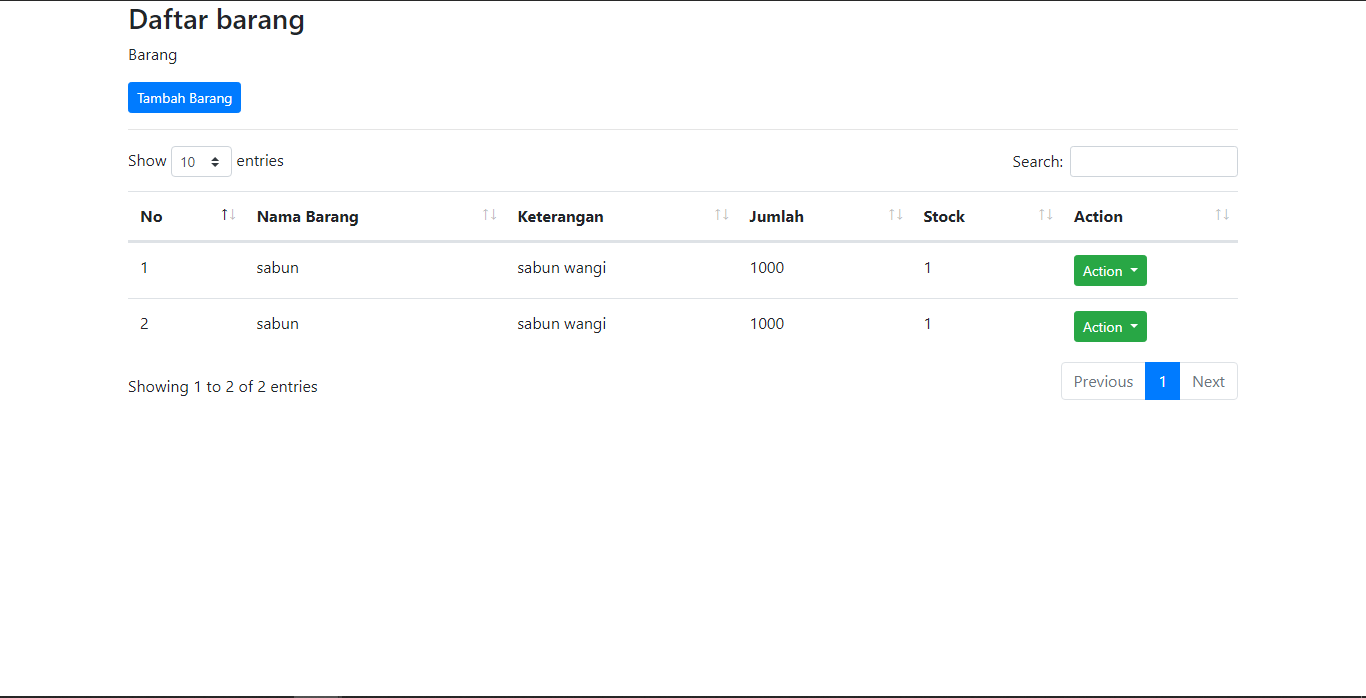 Daftar barang
Barang
Tambah Barang
Show 10 entries Search:
No Nama Barang Keterangan Jumlah Stock Action
1 sabun sabun wangi 1000 1 Action
2 sabun sabun wangi 1000 1 Action
Showing 1 to 2 of 2 entries Previous 1 Next